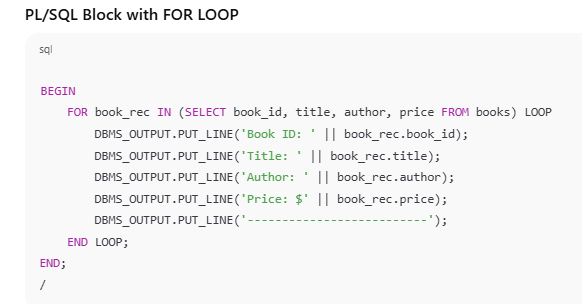 PL/SQL Block with FOR LOOP
sql
BEGIN
    FOR book_rec IN (SELECT book_id, title, author, price FROM books) LOOP
        DBMS_OUTPUT.PUT_LINE('Book ID: ' || book_rec.book_id);
        DBMS_OUTPUT.PUT_LINE('Title: ' || book_rec.title);
        DBMS_OUTPUT.PUT_LINE('Author: ' || book_rec.author);
        DBMS_OUTPUT.PUT_LINE('Price: $' || book_rec.price);
        DBMS_OUTPUT.PUT_LINE('--------------------------');
    END LOOP;
END;
/